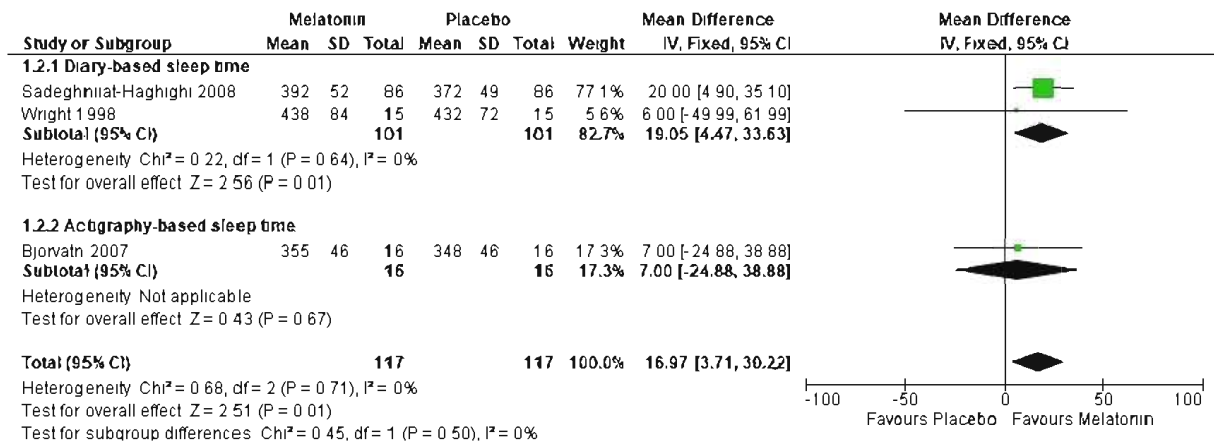 Melatonin Placebo Mean Difference Mean Difference
Study or Subgroup Mean SD Total Mean SD Total Weight IV, Fixed, 95% CI IV, Fixed, 95% CI
1.2.1 Diary-based sleep time
Sadeghniiat-Haghighi 2008 392 52 86 372 49 86 77 1% 20 00 [4 90, 35 10]
Wright 1998 438 84 15 432 72 15 5 6% 6 00 [-49 99, 61 99]
Subtotal (95% CI) 101 101 82.7% 19.05 [4.47, 33.63]
Heterogeneity Chi² = 0 22, df = 1 (P = 0 64), I² = 0%
Test for overall effect Z = 2 56 (P = 0 01)
1.2.2 Actigraphy-based sleep time
Bjorvatn 2007 355 46 16 348 46 16 17 3% 7 00 [-24 88, 38 88]
Subtotal (95% CI) 16 16 17.3% 7.00 [-24.88, 38.88]
Heterogeneity Not applicable
Test for overall effect Z = 0 43 (P = 0 67)
Total (95% CI) 117 117 100.0% 16.97 [3.71, 30.22]
Heterogeneity Chi² = 0 68, df = 2 (P = 0 71), I² = 0%
Test for overall effect Z = 2 51 (P = 0 01)
Test for subgroup differences Chi² = 0 45, df = 1 (P = 0 50), I² = 0%
-100 -50 0 50 100
Favours Placebo Favours Melatonin